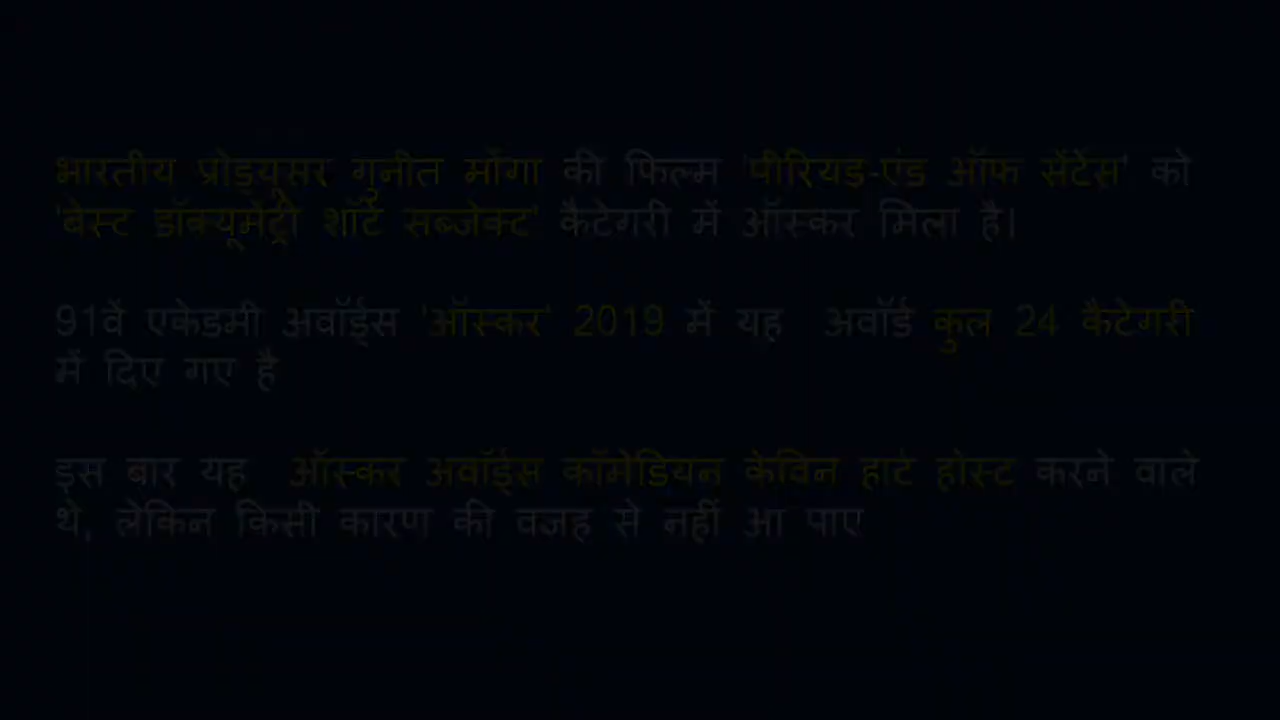 भारतीय प्रोड्यूसर गुनीत मोंगा की फिल्म 'पीरियड-एंड ऑफ सेंटेंस' को
'बेस्ट डॉक्यूमेंट्री शॉर्ट सब्जेक्ट' कैटेगरी में ऑस्कर मिला है।
91वें एकेडमी अवॉर्ड्स 'ऑस्कर' 2019 में यह अवॉर्ड कुल 24 कैटेगरी
में दिए गए है
इस बार यह ऑस्कर अवॉर्ड्स कॉमेडियन केविन हार्ट होस्ट करने वाले
थे, लेकिन किसी कारण की वजह से नहीं आ पाए